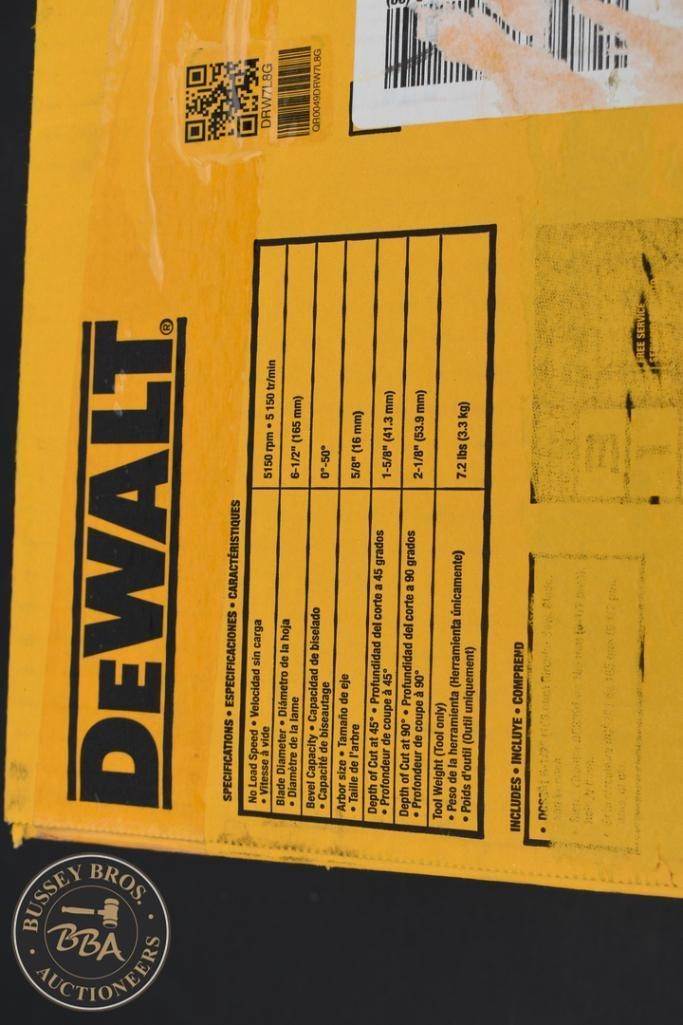 DEWALT®
SPECIFICATIONS • ESPECIFICACIONES • CARACTÉRISTIQUES
No Load Speed • Velocidad sin carga
• Vitesse à vide
5150 rpm • 5 150 tr/min
Blade Diameter • Diámetro de la hoja
• Diamètre de la lame
6-1/2" (165 mm)
Bevel Capacity • Capacidad de biselado
• Capacité de biseautage
0°-50°
Arbor size • Tamaño de eje
• Taille de l'arbre
5/8" (16 mm)
Depth of Cut at 45° • Profundidad del corte a 45 grados
• Profondeur de coupe à 45°
1-5/8" (41.3 mm)
Depth of Cut at 90° • Profundidad del corte a 90 grados
• Profondeur de coupe à 90°
2-1/8" (53.9 mm)
Tool Weight (Tool only)
• Peso de la herramienta (Herramienta únicamente)
• Poids d'outil (Outil uniquement)
7.2 lbs (3.3 kg)
INCLUDES • INCLUYE • COMPREND
DRW7L8G
QR0049DRW7L8G
REE SERVICE
BUSSEY BROS.
BBA
AUCTIONEERS